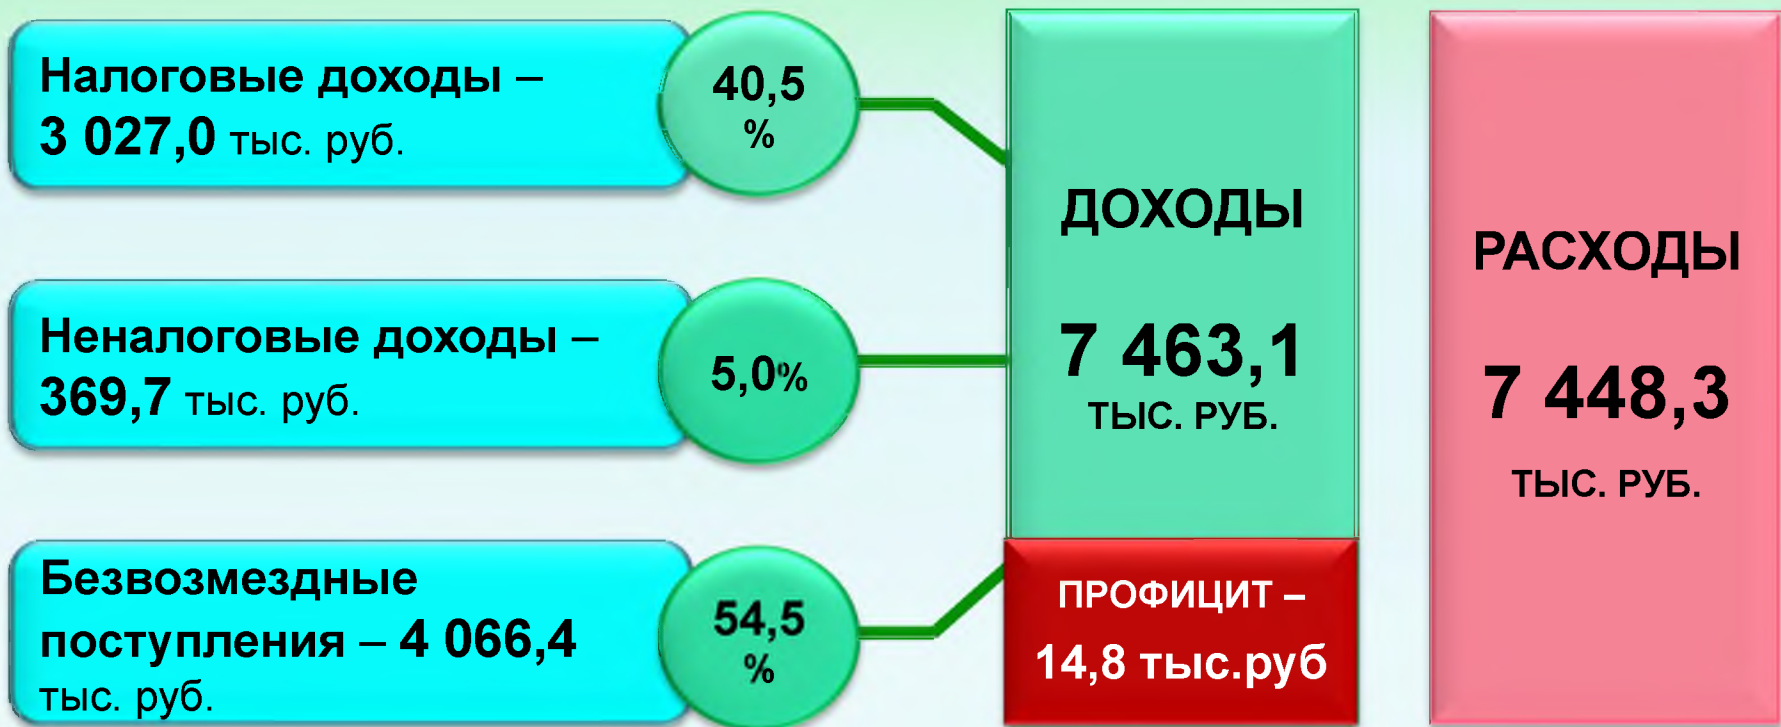 Налоговые доходы –
3 027,0 тыс. руб.
40,5
%
Неналоговые доходы –
369,7 тыс. руб.
5,0%
Безвозмездные
поступления – 4 066,4
тыс. руб.
54,5
%
ДОХОДЫ
7 463,1
ТЫС. РУБ.
ПРОФИЦИТ –
14,8 тыс.руб
РАСХОДЫ
7 448,3
ТЫС. РУБ.